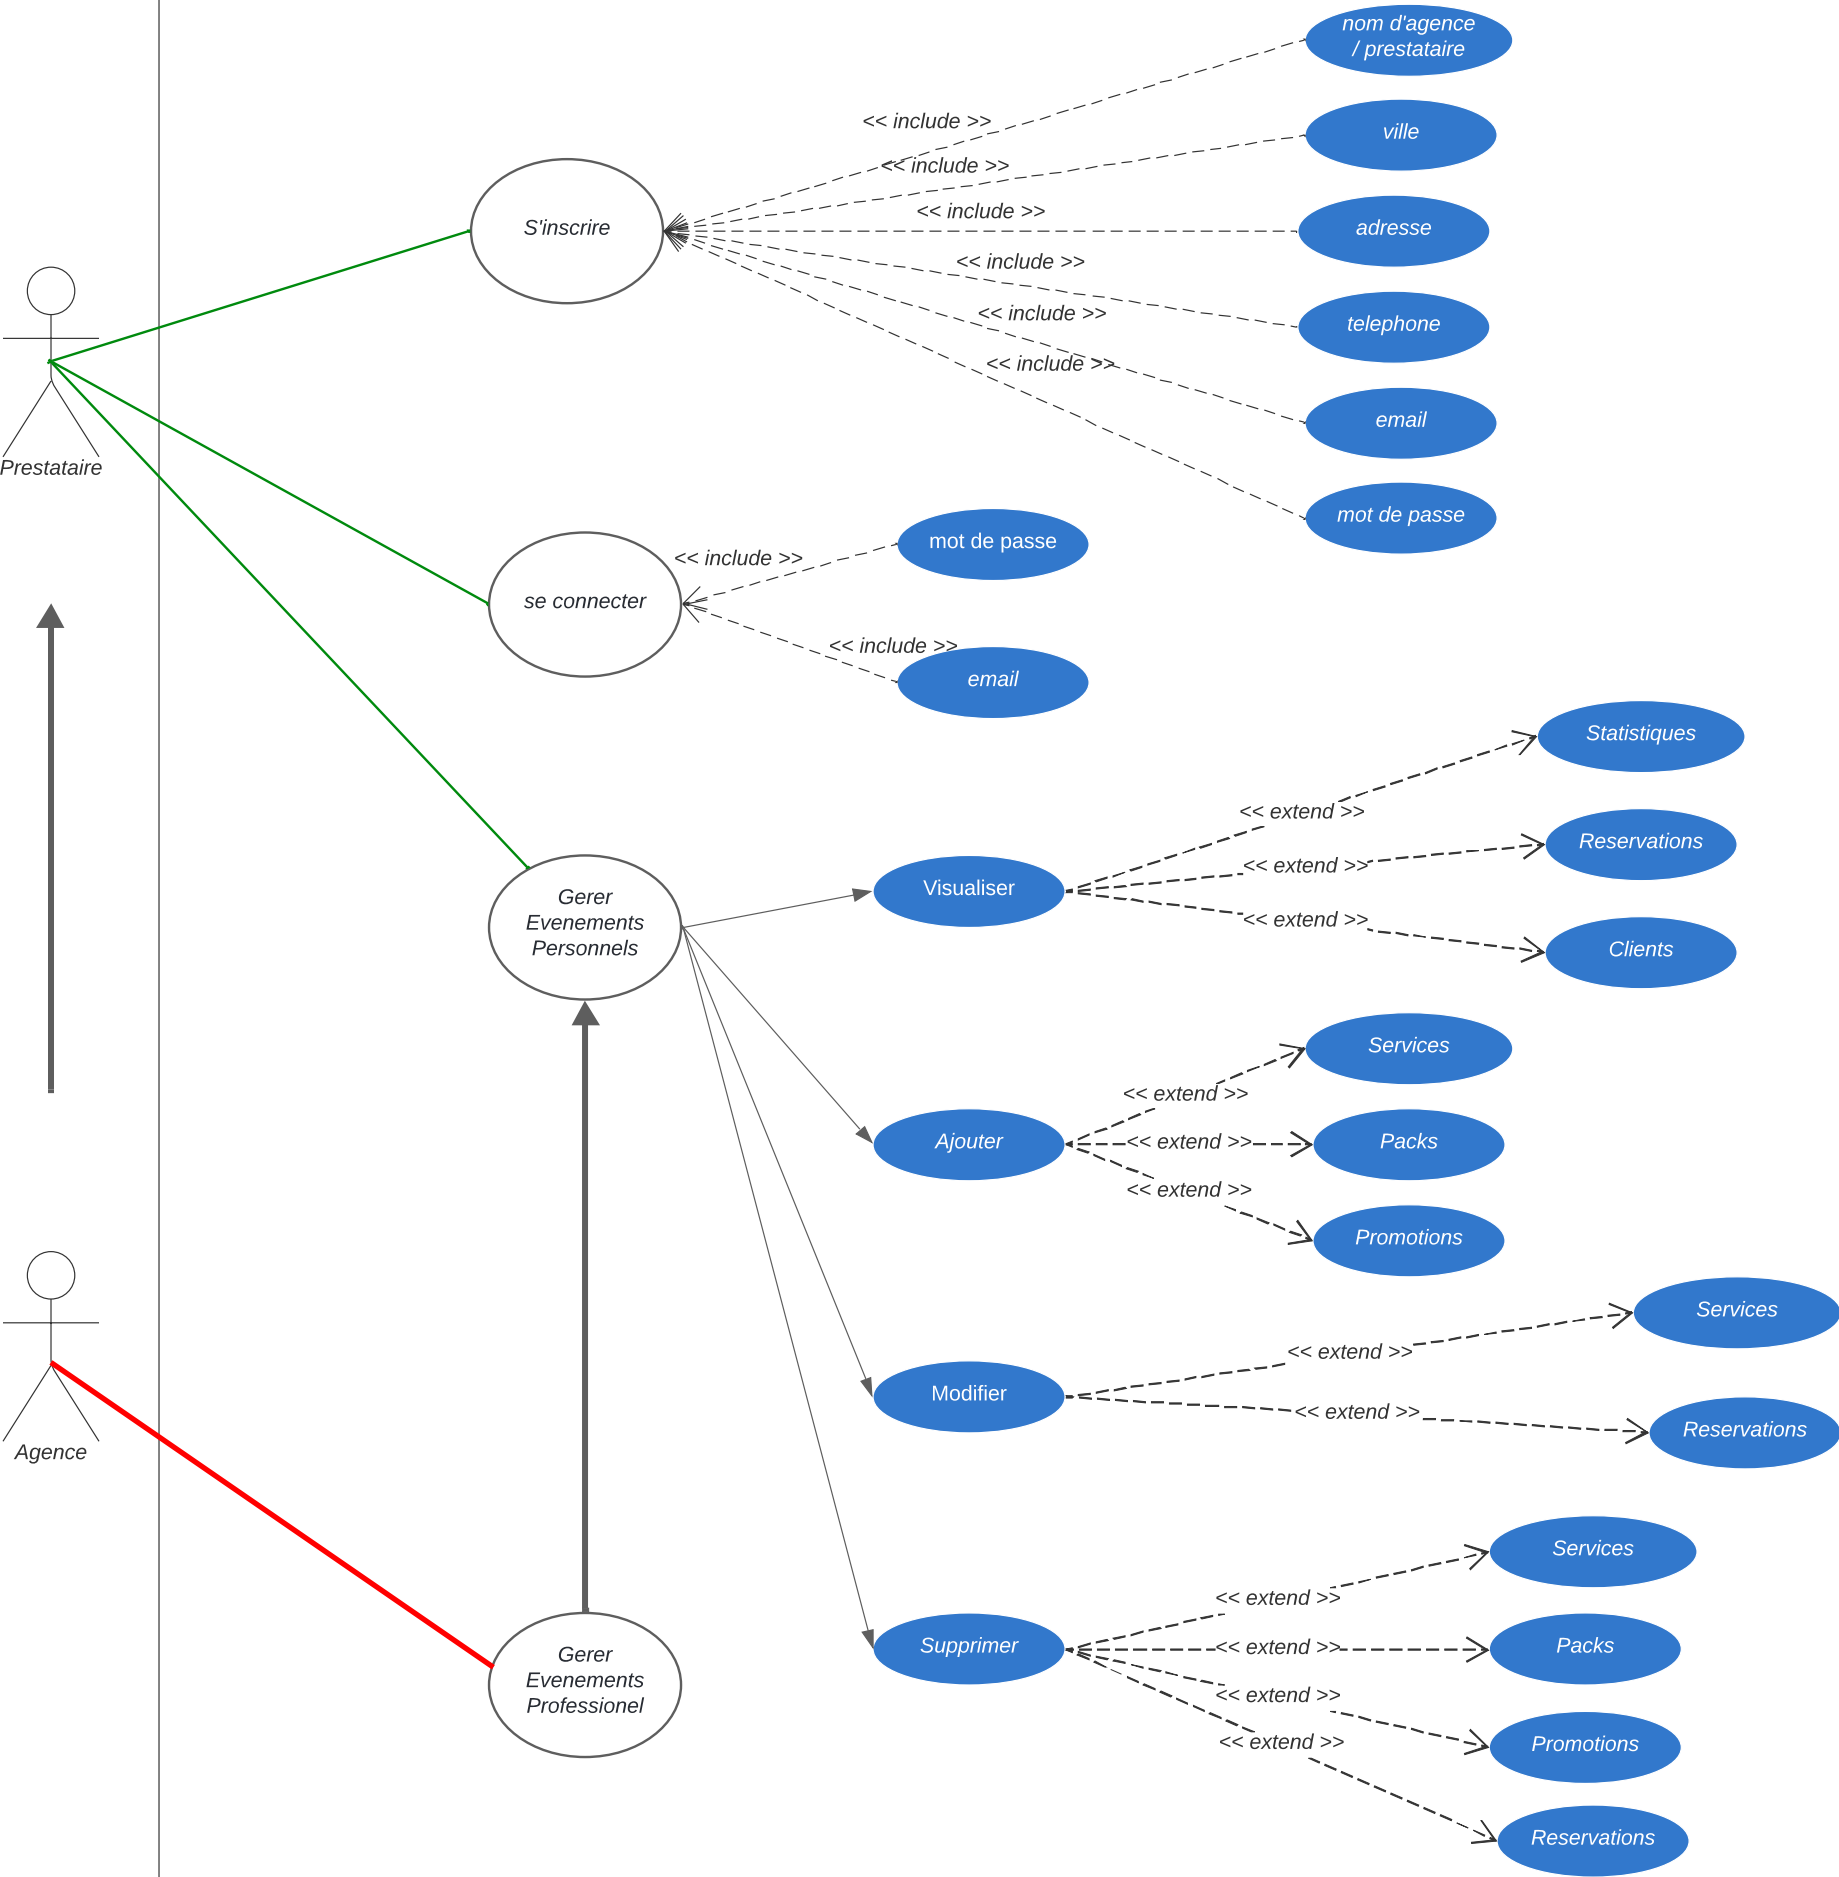 nom d'agence
/ prestataire
<< include >>
ville
<< include >>
S'inscrire
<< include >>
adresse
<< include >>
telephone
<< include >>
<< include >>
email
Prestataire
mot de passe
<< include >>
mot de passe
se connecter
<< include >>
email
Statistiques
<< extend >>
Reservations
<< extend >>
Visualiser
<< extend >>
Clients
Gerer
Evenements
Personnels
Services
<< extend >>
Ajouter
<< extend >>
Packs
<< extend >>
Promotions
Services
<< extend >>
Modifier
<< extend >>
Reservations
Agence
Services
<< extend >>
Supprimer
<< extend >>
Packs
<< extend >>
Promotions
<< extend >>
Reservations
Gerer
Evenements
Professionel